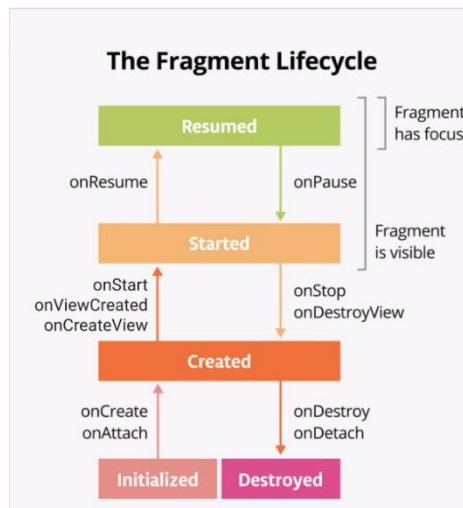 The Fragment Lifecycle
Resumed
Fragment
has focus
onResume
onPause
Started
Fragment
is visible
onStart
onViewCreated
onCreateView
onStop
onDestroyView
Created
onCreate
onAttach
onDestroy
onDetach
Initialized
Destroyed